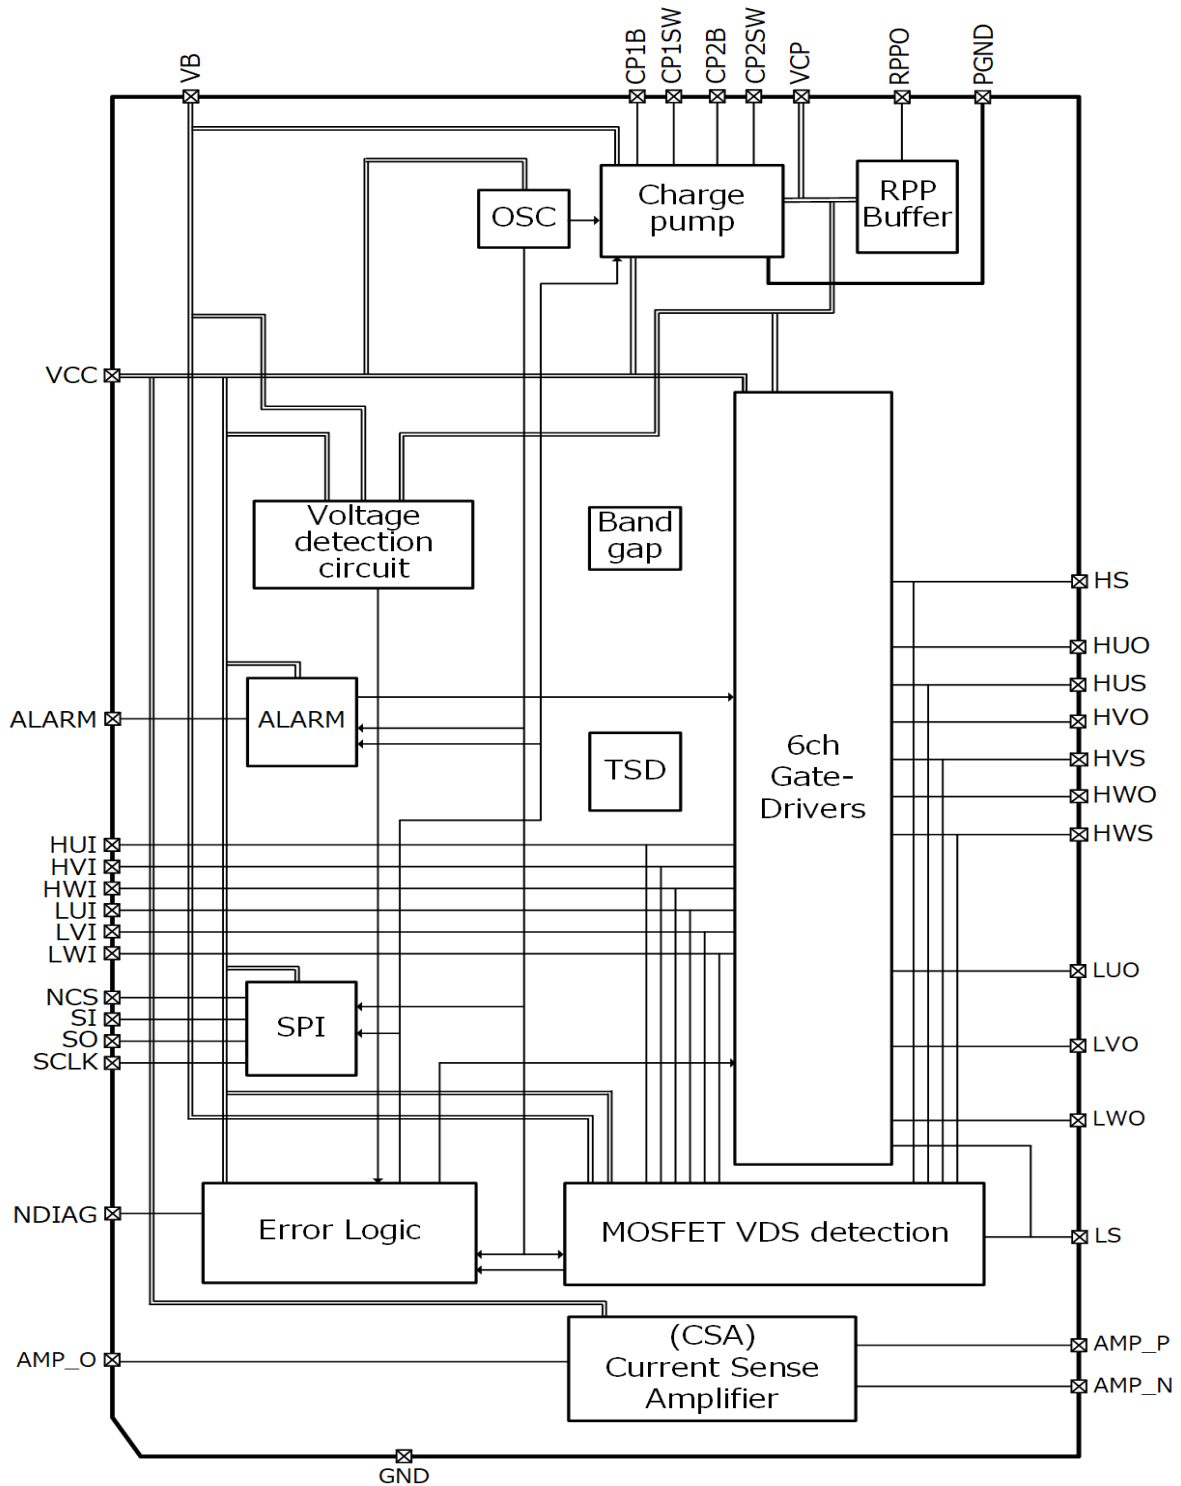 VB
CP1B
CP1SW
CP2B
CP2SW
VCP
RPPO
PGND
OSC
Charge
pump
RPP
Buffer
VCC
Voltage
detection
circuit
Band
gap
HS
HUO
HUS
HVO
HVS
HWO
HWS
ALARM
ALARM
TSD
6ch
Gate-
Drivers
HUI
HVI
HWI
LUI
LVI
LWI
LUO
NCS
SI
SO
SCLK
SPI
LVO
LWO
NDIAG
Error Logic
MOSFET VDS detection
LS
(CSA)
Current Sense
Amplifier
AMP_O
AMP_P
AMP_N
GND